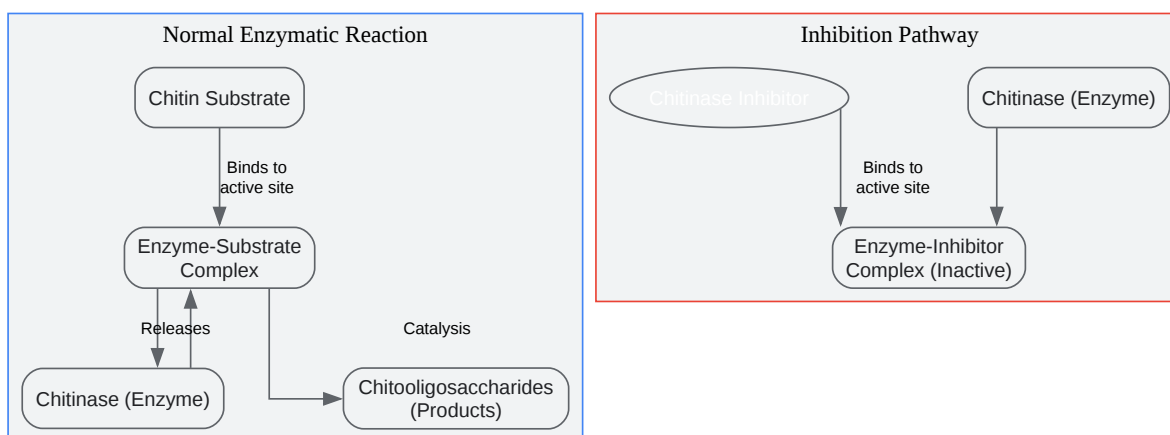 Normal Enzymatic Reaction
Chitin Substrate
Binds to
active site
Enzyme-Substrate
Complex
Releases
Catalysis
Chitinase (Enzyme)
Chitooligosaccharides
(Products)
Inhibition Pathway
Chitinase Inhibitor
Chitinase (Enzyme)
Binds to
active site
Enzyme-Inhibitor
Complex (Inactive)